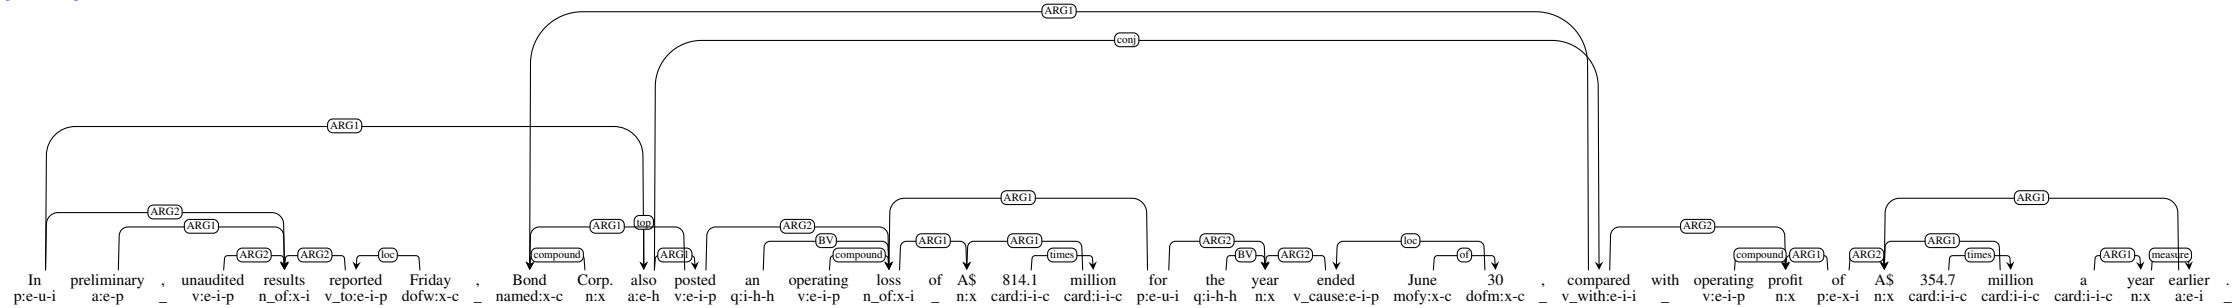 ARG1
conj
ARG1
ARG1 ARG1
ARG2 ARG1 ARG1 top ARG2 ARG2
BV ARG1 ARG1 ARG2 loc ARG1
ARG2 ARG2 loc compound ARG1 compound times BV ARG2 of compound ARG1 ARG2 times ARG1 measure
In preliminary , unaudited results reported Friday , Bond Corp. also posted an operating loss of A$ 814.1 million for the year ended June 30 , compared with operating profit of A$ 354.7 million a year earlier .
p:e-u-i a:e-p _ v:e-i-p n_of:x-i v_to:e-i-p dofw:x-c _ named:x-c n:x a:e-h v:e-i-p q:i-h-h v:e-i-p n_of:x-i _ n:x card:i-i-c card:i-i-c p:e-u-i q:i-h-h n:x v_cause:e-i-p mofy:x-c dofm:x-c _ v_with:e-i-i _ v:e-i-p n:x p:e-x-i n:x card:i-i-c card:i-i-c card:i-i-c n:x a:e-i _